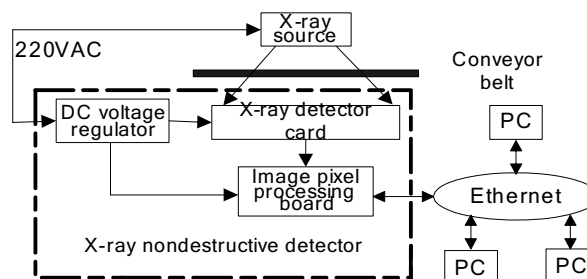 X-ray
source
220VAC
Conveyor
belt
DC voltage
regulator
X-ray detector
card
PC
Image pixel
processing
board
Ethernet
X-ray nondestructive detector
PC
PC